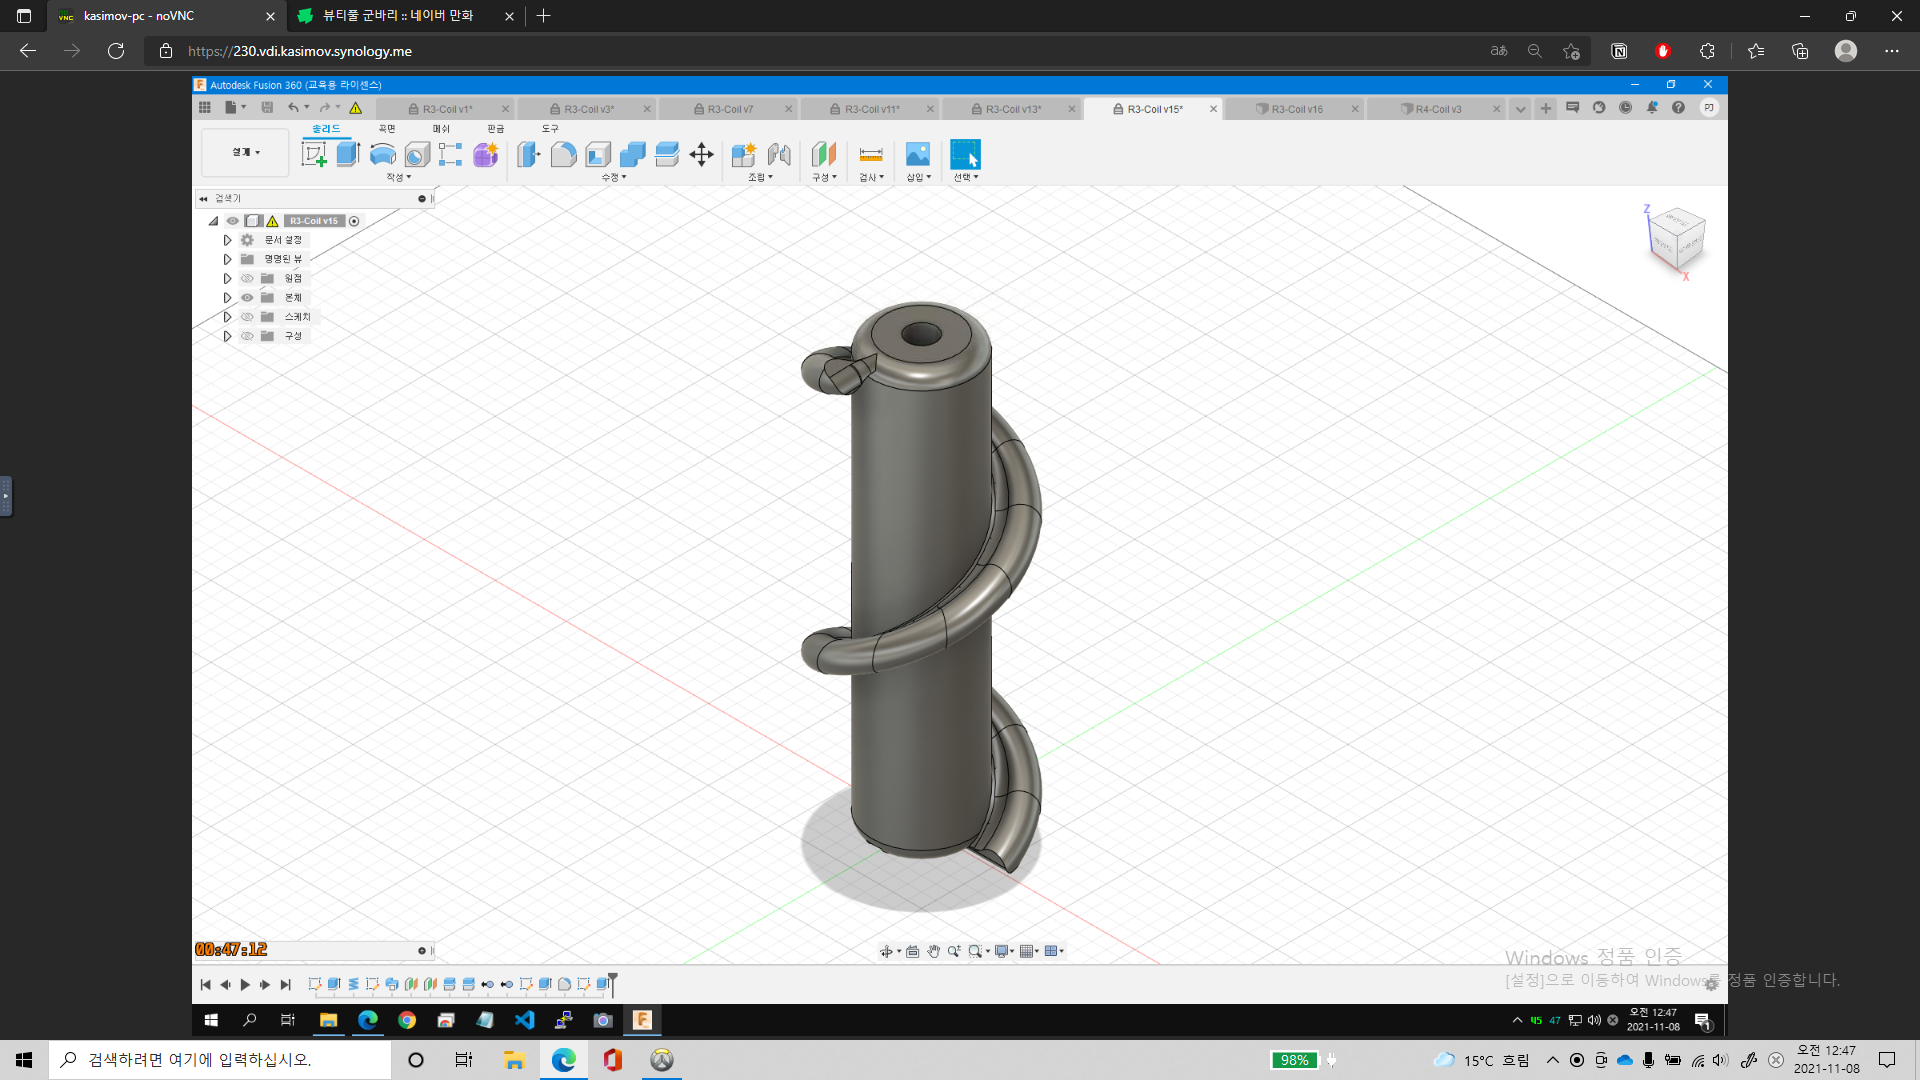 kasimov-pc - noVNC
뷰티풀 군바리 :: 네이버 만화
https://230.vdi.kasimov.synology.me
Autodesk Fusion 360 (교육용 라이센스)
R3-Coil v1*
R3-Coil v3*
R3-Coil v7
R3-Coil v11*
R3-Coil v13*
R3-Coil v15*
R3-Coil v16
R4-Coil v3
PJ
솔리드 곡면 메쉬 판금 도구
설계
작성 수정 조립 구성 검사 삽입 선택
검색기
R3-Coil v15
문서 설정
명명된 뷰
원점
본체
스케치
구성
Z
X
00:47:12
Windows 정품 인증
[설정]으로 이동하여 Windows를 정품 인증합니다.
45 47
오전 12:47
2021-11-08
1
검색하려면 여기에 입력하십시오.
98%
15°C 흐림
오전 12:47
2021-11-08